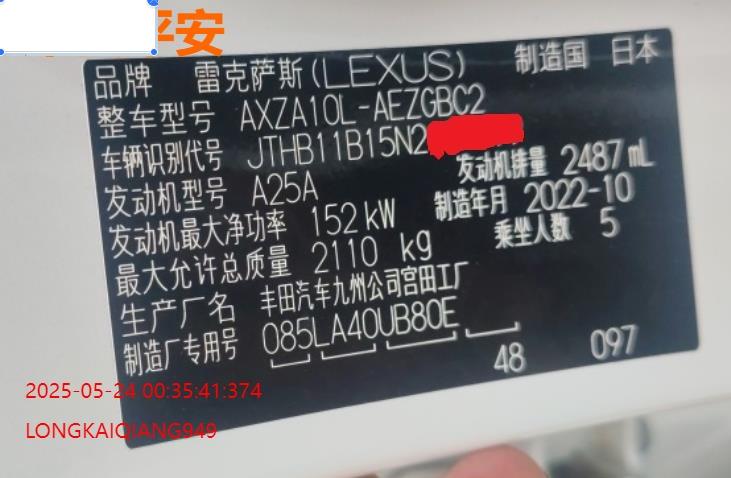 平安
品牌 雷克萨斯(LEXUS) 制造国 日本
整车型号 AXZA10L-AEZGBC2
车辆识别代号 JTHB11B15N2
发动机型号 A25A 发动机排量 2487mL
发动机最大净功率 152kW 制造年月 2022-10
最大允许总质量 2110 kg 乘坐人数 5
生产厂名 丰田汽车九州公司宫田工厂
制造厂专用号 085LA40UB80E
48 097
2025-05-24 00:35:41:374
LONGKAIQIANG949